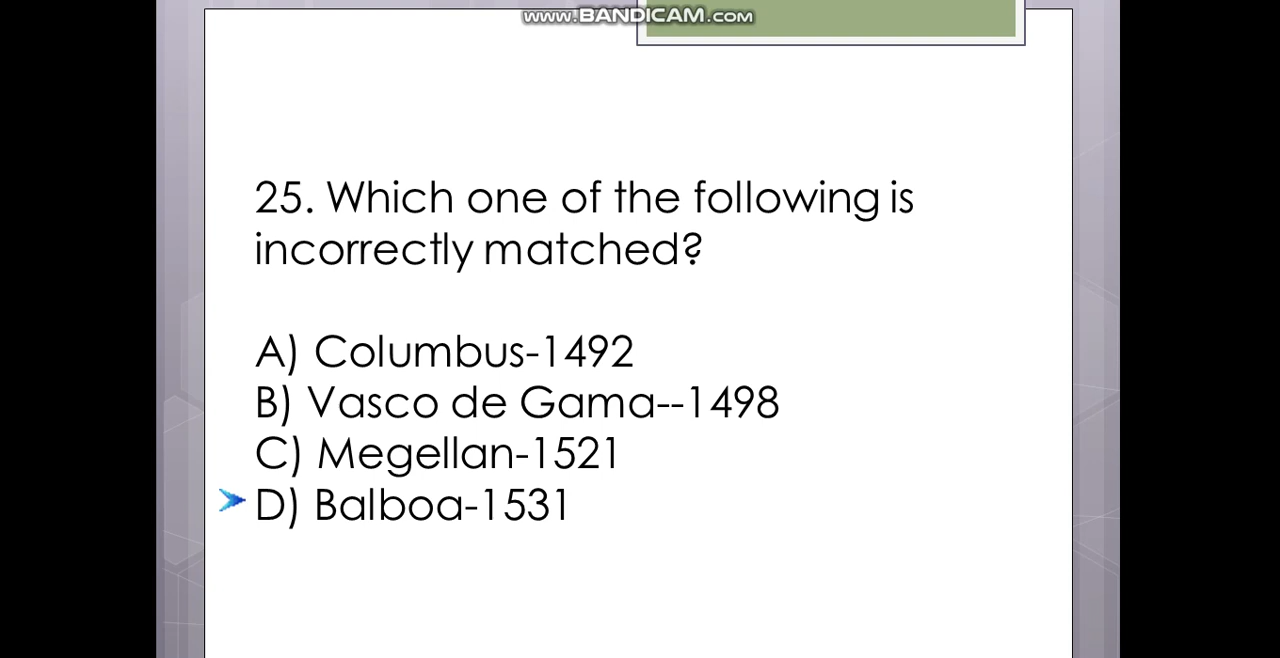 www.BANDICAM.com
25. Which one of the following is
incorrectly matched?
A) Columbus-1492
B) Vasco de Gama--1498
C) Megellan-1521
D) Balboa-1531